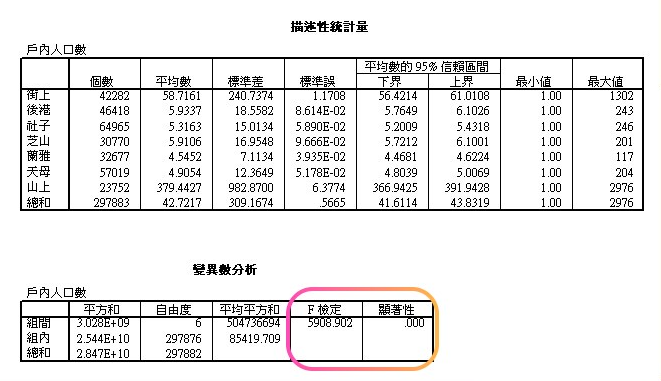 描述性統計量
戶內人口數
個數 平均數 標準差 標準誤 平均數的 95% 信賴區間 下界 上界 最小值 最大值
街上 42282 58.7161 240.7374 1.1708 56.4214 61.0108 1.00 1302
後港 46418 5.9337 18.5582 8.614E-02 5.7649 6.1026 1.00 243
社子 64965 5.3163 15.0134 5.890E-02 5.2009 5.4318 1.00 246
芝山 30770 5.9106 16.9548 9.666E-02 5.7212 6.1001 1.00 201
蘭雅 32677 4.5452 7.1134 3.935E-02 4.4681 4.6224 1.00 117
天母 57019 4.9054 12.3649 5.178E-02 4.8039 5.0069 1.00 204
山上 23752 379.4427 982.8700 6.3774 366.9425 391.9428 1.00 2976
總和 297883 42.7217 309.1674 .5665 41.6114 43.8319 1.00 2976
變異數分析
戶內人口數
平方和 自由度 平均平方和 F 檢定 顯著性
組間 3.028E+09 6 504736694 5908.902 .000
組內 2.544E+10 297876 85419.709
總和 2.847E+10 297882